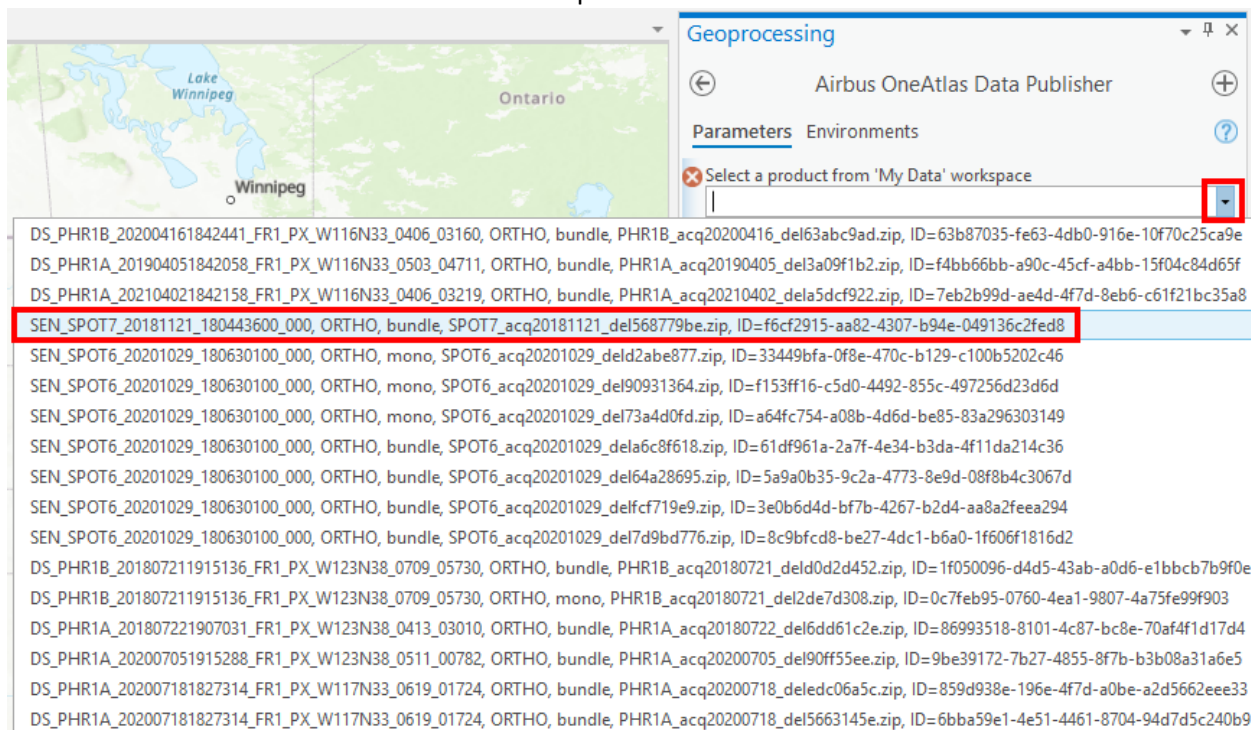 Geoprocessing
Lake
Winnipeg
Ontario
Winnipeg
Airbus OneAtlas Data Publisher
Parameters Environments
Select a product from 'My Data' workspace
DS_PHR1B_202004161842441_FR1_PX_W116N33_0406_03160, ORTHO, bundle, PHR1B_acq20200416_del63abc9ad.zip, ID=63b87035-fe63-4db0-916e-10f70c25ca9e
DS_PHR1A_201904051842058_FR1_PX_W116N33_0503_04711, ORTHO, bundle, PHR1A_acq20190405_del3a09f1b2.zip, ID=f4bb66bb-a90c-45cf-a4bb-15f04c84d65f
DS_PHR1A_202104021842158_FR1_PX_W116N33_0406_03219, ORTHO, bundle, PHR1A_acq20210402_dela5dcf922.zip, ID=7eb2b99d-ae4d-4f7d-8eb6-c61f21bc35a8
SEN_SPOT7_20181121_180443600_000, ORTHO, bundle, SPOT7_acq20181121_del568779be.zip, ID=f6cf2915-aa82-4307-b94e-049136c2fed8
SEN_SPOT6_20201029_180630100_000, ORTHO, mono, SPOT6_acq20201029_deld2abe877.zip, ID=33449bfa-0f8e-470c-b129-c100b5202c46
SEN_SPOT6_20201029_180630100_000, ORTHO, mono, SPOT6_acq20201029_del90931364.zip, ID=f153ff16-c5d0-4492-855c-497256d23d6d
SEN_SPOT6_20201029_180630100_000, ORTHO, mono, SPOT6_acq20201029_del73a4d0fd.zip, ID=a64fc754-a08b-4d6d-be85-83a296303149
SEN_SPOT6_20201029_180630100_000, ORTHO, bundle, SPOT6_acq20201029_dela6c8f618.zip, ID=61df961a-2a7f-4e34-b3da-4f11da214c36
SEN_SPOT6_20201029_180630100_000, ORTHO, bundle, SPOT6_acq20201029_del64a28695.zip, ID=5a9a0b35-9c2a-4773-8e9d-08f8b4c3067d
SEN_SPOT6_20201029_180630100_000, ORTHO, bundle, SPOT6_acq20201029_delfcf719e9.zip, ID=3e0b6d4d-bf7b-4267-b2d4-aa8a2feea294
SEN_SPOT6_20201029_180630100_000, ORTHO, bundle, SPOT6_acq20201029_del7d9bd776.zip, ID=8c9bfcd8-be27-4dc1-b6a0-1f606f1816d2
DS_PHR1B_201807211915136_FR1_PX_W123N38_0709_05730, ORTHO, bundle, PHR1B_acq20180721_deld0d2d452.zip, ID=1f050096-d4d5-43ab-a0d6-e1bbcb7b9f0e
DS_PHR1B_201807211915136_FR1_PX_W123N38_0709_05730, ORTHO, mono, PHR1B_acq20180721_del2de7d308.zip, ID=0c7feb95-0760-4ea1-9807-4a75fe99f903
DS_PHR1A_201807221907031_FR1_PX_W123N38_0413_03010, ORTHO, bundle, PHR1A_acq20180722_del6dd61c2e.zip, ID=86993518-8101-4c87-bc8e-70af4f1d17d4
DS_PHR1A_202007051915288_FR1_PX_W123N38_0511_00782, ORTHO, bundle, PHR1A_acq20200705_del90ff55ee.zip, ID=9be39172-7b27-4855-8f7b-b3b08a31a6e5
DS_PHR1A_202007181827314_FR1_PX_W117N33_0619_01724, ORTHO, bundle, PHR1A_acq20200718_deledc06a5c.zip, ID=859d938e-196e-4f7d-a0be-a2d5662eee33
DS_PHR1A_202007181827314_FR1_PX_W117N33_0619_01724, ORTHO, bundle, PHR1A_acq20200718_del5663145e.zip, ID=6bba59e1-4e51-4461-8704-94d7d5c240b9